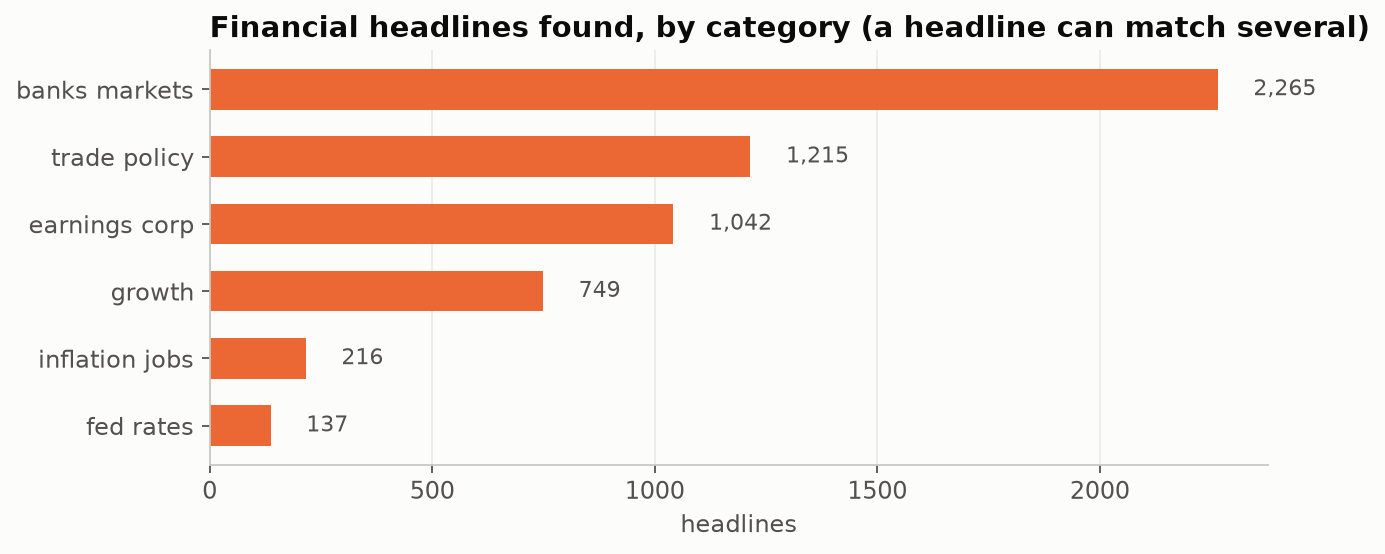 Financial headlines found, by category (a headline can match several)
banks markets 2,265
trade policy 1,215
earnings corp 1,042
growth 749
inflation jobs 216
fed rates 137
0 500 1000 1500 2000
headlines